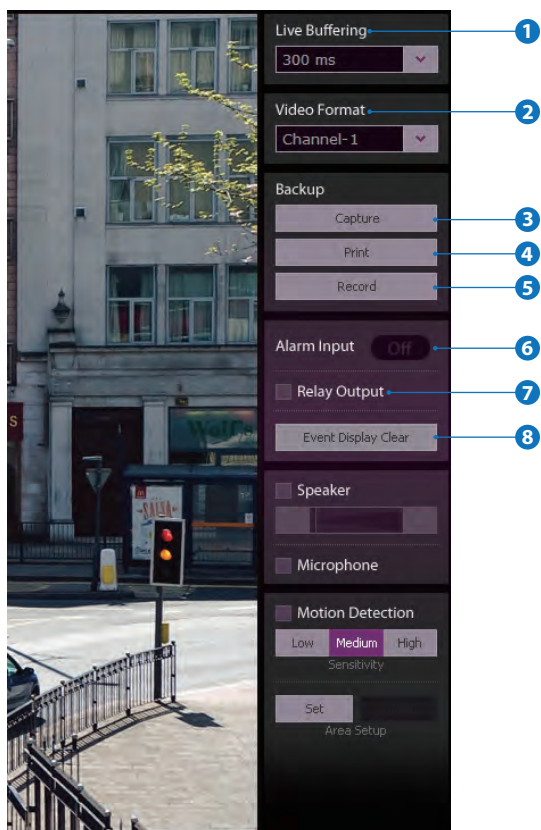 Live Buffering
1
300 ms
Video Format
2
Channel-1
Backup
Capture
3
Print
4
Record
5
Alarm Input
Off
6
Relay Output
7
Event Display Clear
8
Speaker
Microphone
Motion Detection
Low Medium High
Sensitivity
Set
Area Setup
S
SALSA